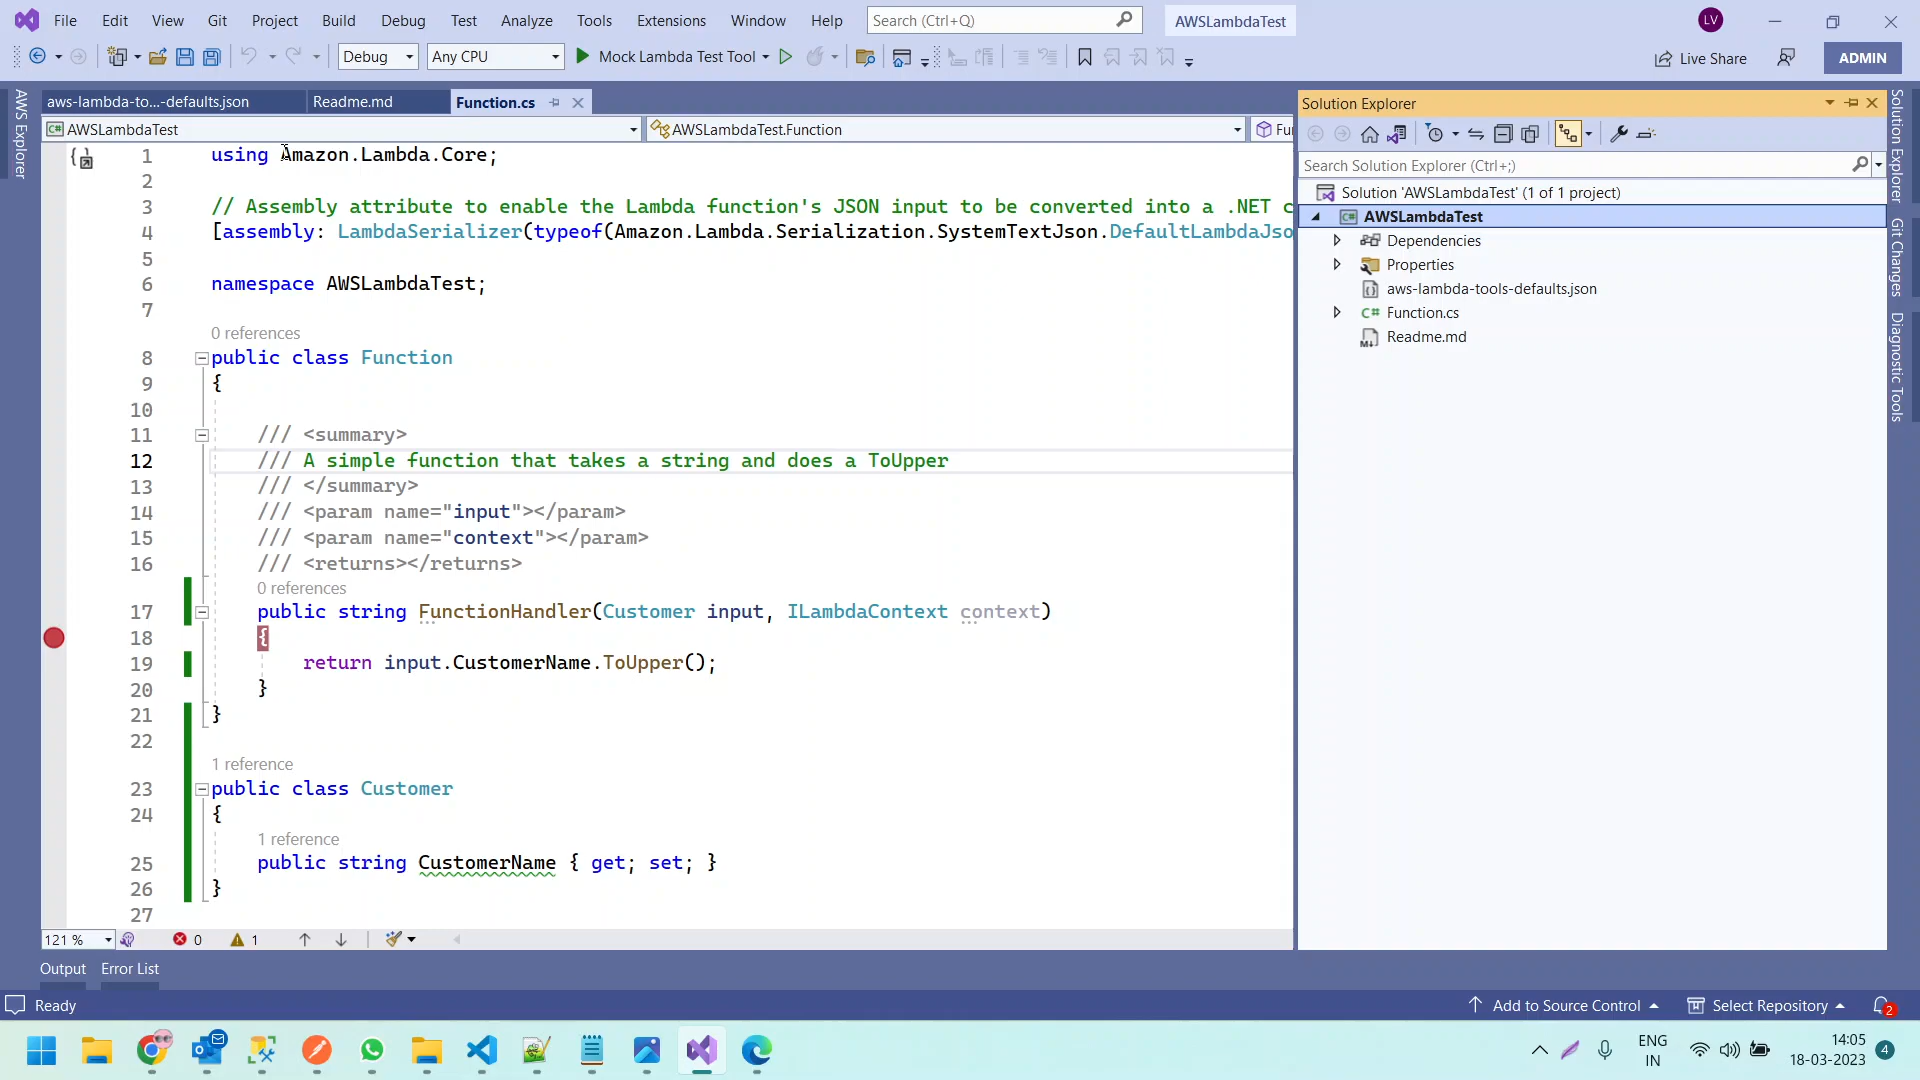 File Edit View Git Project Build Debug Test Analyze Tools Extensions Window Help Search (Ctrl+Q) AWSLambdaTest LV
Debug Any CPU Mock Lambda Test Tool Live Share ADMIN
AWS Explorer
aws-lambda-to...-defaults.json Readme.md Function.cs
AWSLambdaTest AWSLambdaTest.Function Fu
1 using Amazon.Lambda.Core;
2
3 // Assembly attribute to enable the Lambda function's JSON input to be converted into a .NET c
4 [assembly: LambdaSerializer(typeof(Amazon.Lambda.Serialization.SystemTextJson.DefaultLambdaJso
5
6 namespace AWSLambdaTest;
7
0 references
8 public class Function
9 {
10
11 /// <summary>
12 /// A simple function that takes a string and does a ToUpper
13 /// </summary>
14 /// <param name="input"></param>
15 /// <param name="context"></param>
16 /// <returns></returns>
0 references
17 public string FunctionHandler(Customer input, ILambdaContext context)
18 {
19 return input.CustomerName.ToUpper();
20 }
21 }
22
1 reference
23 public class Customer
24 {
1 reference
25 public string CustomerName { get; set; }
26 }
27
121 % 0 1
Output Error List
Solution Explorer
Search Solution Explorer (Ctrl+;)
Solution 'AWSLambdaTest' (1 of 1 project)
C# AWSLambdaTest
Dependencies
Properties
aws-lambda-tools-defaults.json
C# Function.cs
Readme.md
Solution Explorer
Git Changes
Diagnostic Tools
Ready Add to Source Control Select Repository 2
ENG
IN
14:05
18-03-2023
4